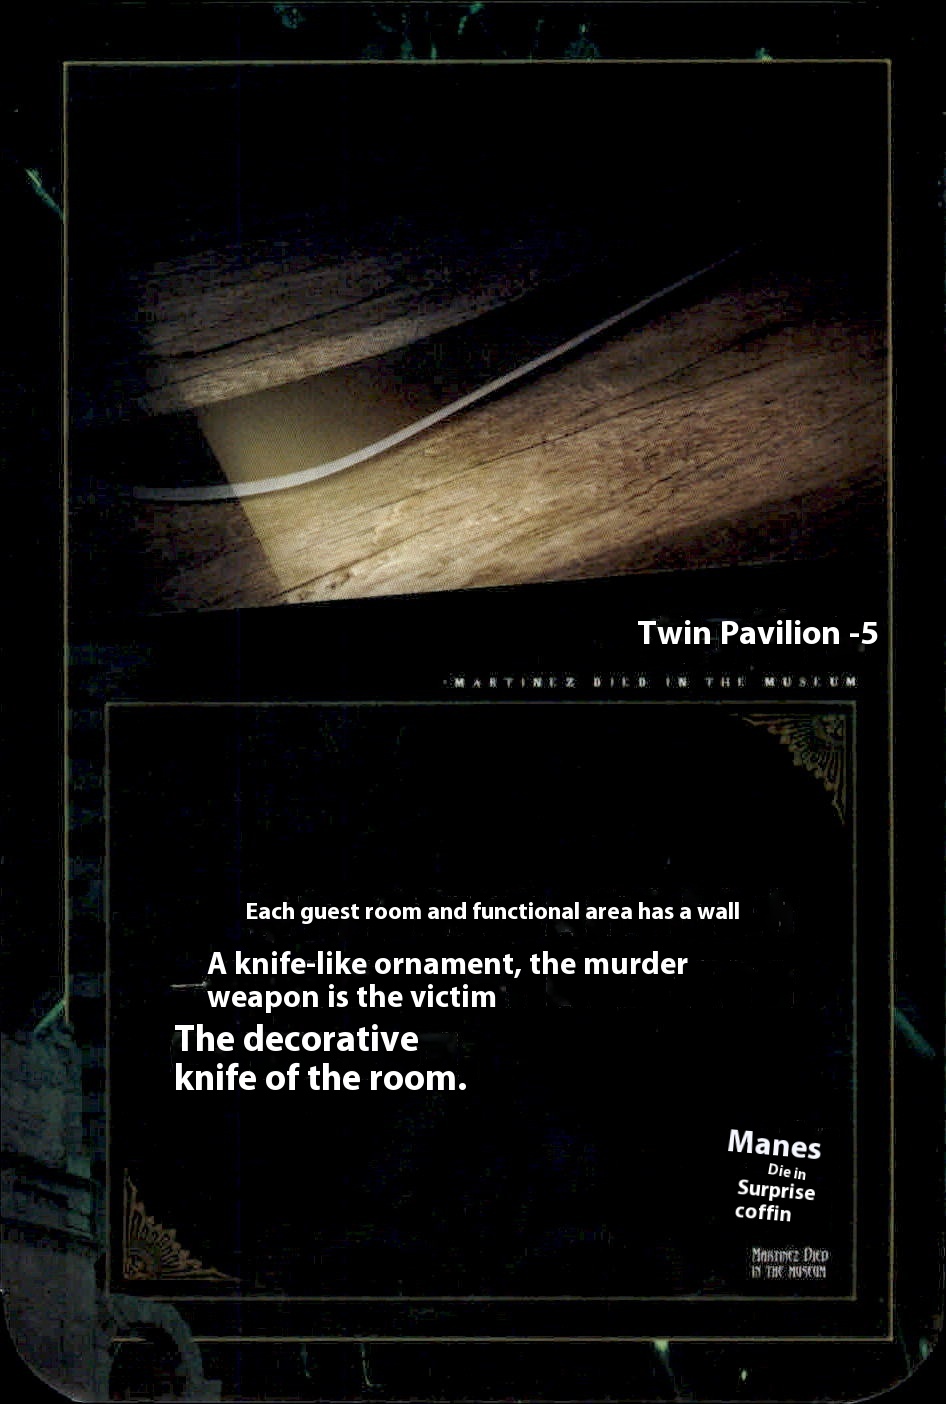 Twin Pavilion -5
MARTINEZ DIED IN THE MUSEUM
Each guest room and functional area has a wall
A knife-like ornament, the murder
weapon is the victim
The decorative
knife of the room.
Manes
Die in
Surprise
coffin
MARTINEZ DIED
IN THE MUSEUM